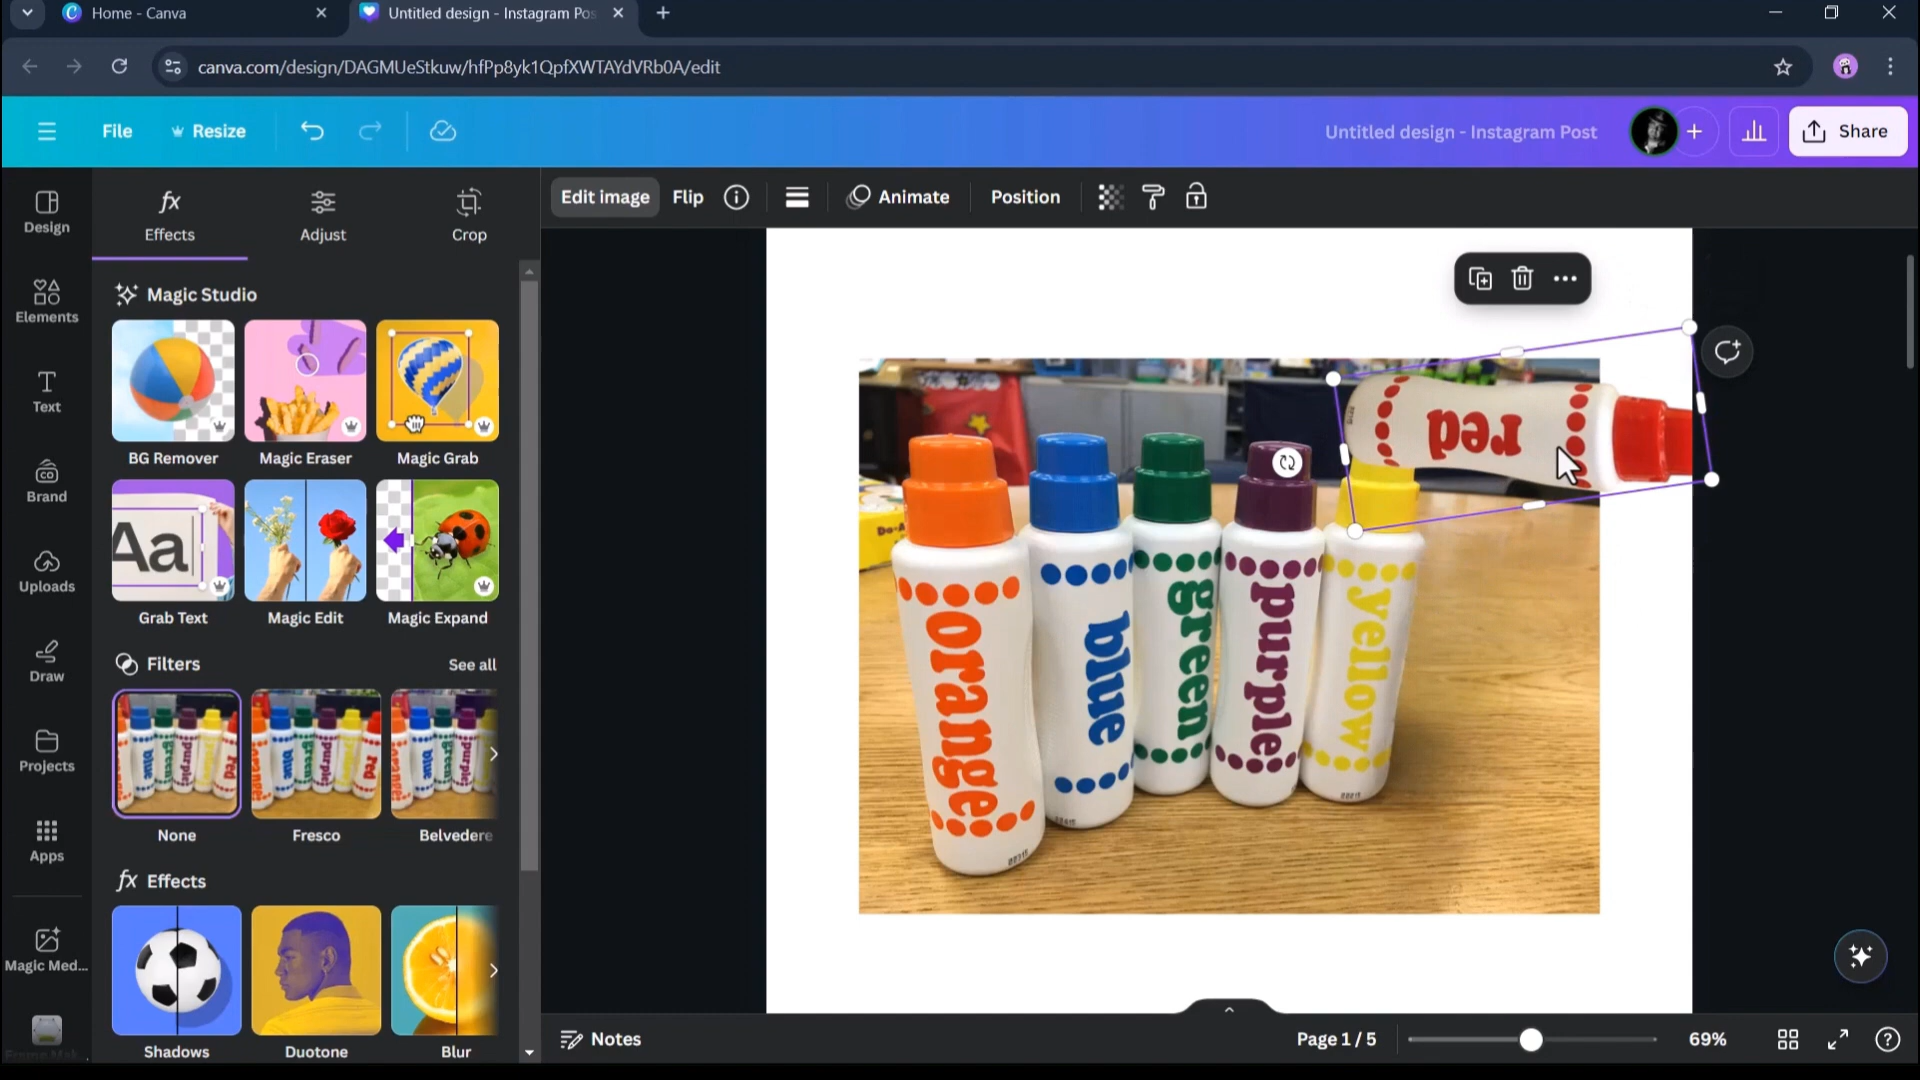 Home - Canva
Untitled design - Instagram Pos
canva.com/design/DAGMUeStkuw/hfPp8yk1QpfXWTAYdVRb0A/edit
File
Resize
Untitled design - Instagram Post
Share
Design
Elements
Text
Brand
Uploads
Draw
Projects
Apps
Magic Med...
Effects
Adjust
Crop
Edit image
Flip
Animate
Position
Magic Studio
BG Remover
Magic Eraser
Magic Grab
Aa
Grab Text
Magic Edit
Magic Expand
Filters
See all
None
Fresco
Belvedere
Effects
Shadows
Duotone
Blur
red
orange
blue
green
purple
yellow
Notes
Page 1 / 5
69%